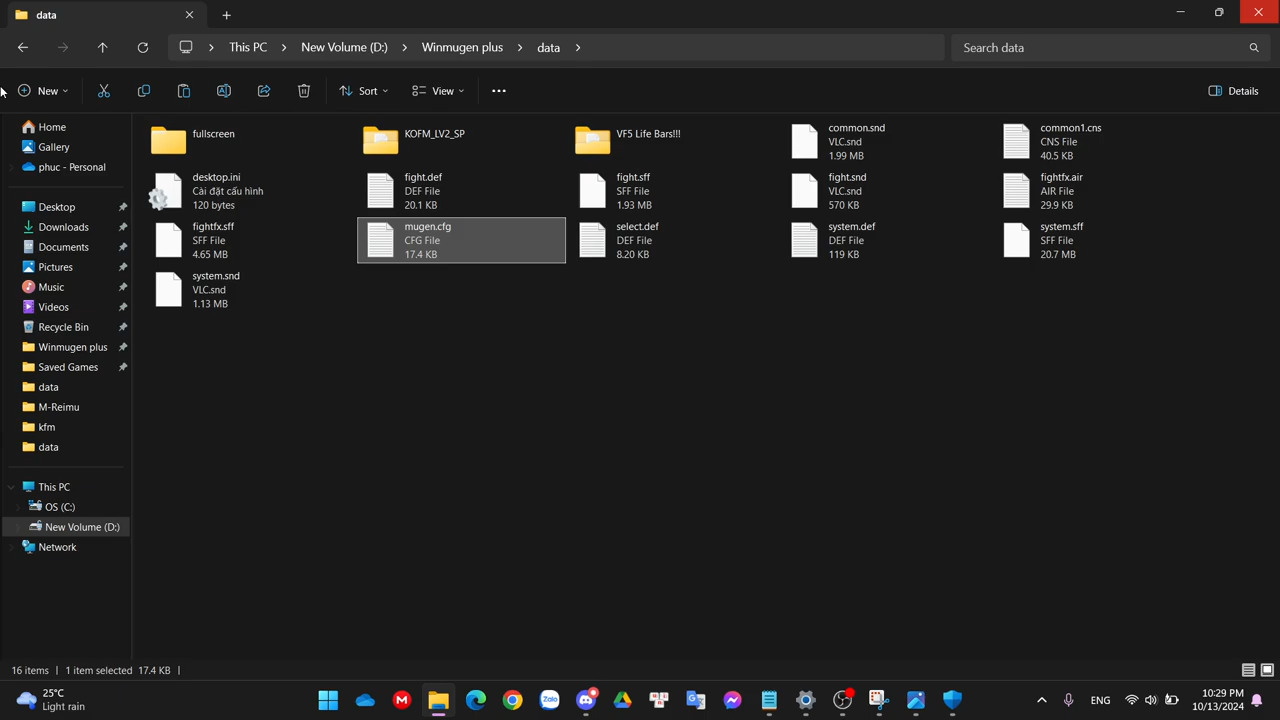 data
This PC
New Volume (D:)
Winmugen plus
data
Search data
New
Sort
View
Details
Home
Gallery
phuc - Personal
Desktop
Downloads
Documents
Pictures
Music
Videos
Recycle Bin
Winmugen plus
Saved Games
data
M-Reimu
kfm
data
This PC
OS (C:)
New Volume (D:)
Network
fullscreen
KOFM_LV2_SP
VF5 Life Bars!!!
common.snd
VLC.snd
1.99 MB
common1.cns
CNS File
40.5 KB
desktop.ini
Cài đặt cấu hình
120 bytes
fight.def
DEF File
20.1 KB
fight.sff
SFF File
1.93 MB
fight.snd
VLC.snd
570 KB
fightfx.air
AIR File
29.9 KB
fightfx.sff
SFF File
4.65 MB
mugen.cfg
CFG File
17.4 KB
select.def
DEF File
8.20 KB
system.def
DEF File
119 KB
system.sff
SFF File
20.7 MB
system.snd
VLC.snd
1.13 MB
16 items
1 item selected 17.4 KB
25°C
Light rain
Zalo
ENG
10:29 PM
10/13/2024